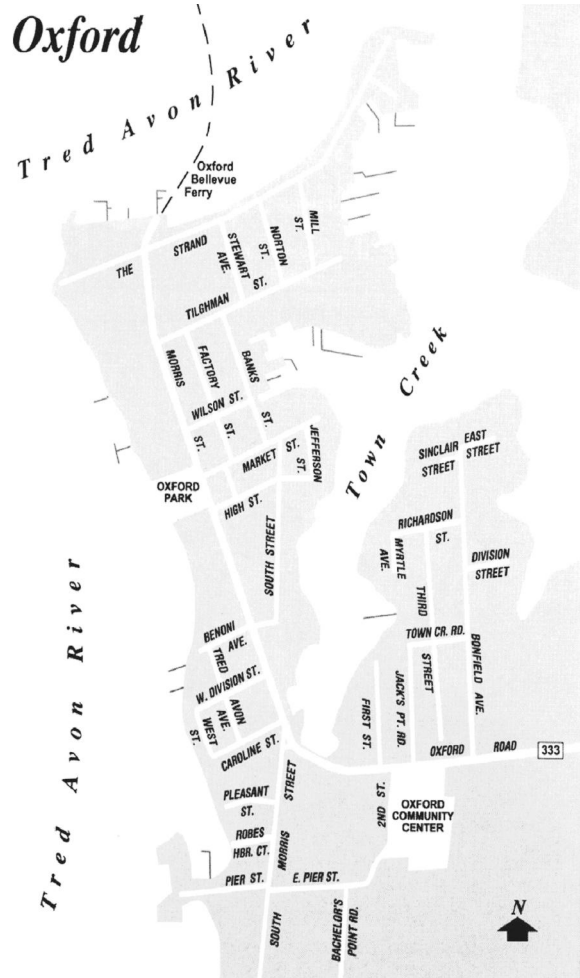 Oxford
Tred Avon River
Oxford
Bellevue
Ferry
THE STRAND
STEWART
AVE.
NORTON
ST.
MILL
ST.
TILGHMAN ST.
MORRIS ST.
FACTORY ST.
BANKS ST.
WILSON ST.
MARKET ST.
JEFFERSON
ST.
OXFORD
PARK
HIGH ST.
SOUTH STREET
Town Creek
SINCLAIR
STREET
EAST
STREET
RICHARDSON
ST.
MYRTLE
AVE.
THIRD STREET
DIVISION
STREET
TOWN CR. RD.
BONFIELD AVE.
JACK'S PT. RD.
FIRST ST.
OXFORD ROAD
333
BENONI
AVE.
TRED AVON
AVE.
W. DIVISION ST.
WEST
ST.
CAROLINE ST.
Tred Avon River
PLEASANT
ST.
ROBES
HBR. CT.
PIER ST.
E. PIER ST.
SOUTH MORRIS STREET
2ND ST.
OXFORD
COMMUNITY
CENTER
BACHELOR'S
POINT RD.
N